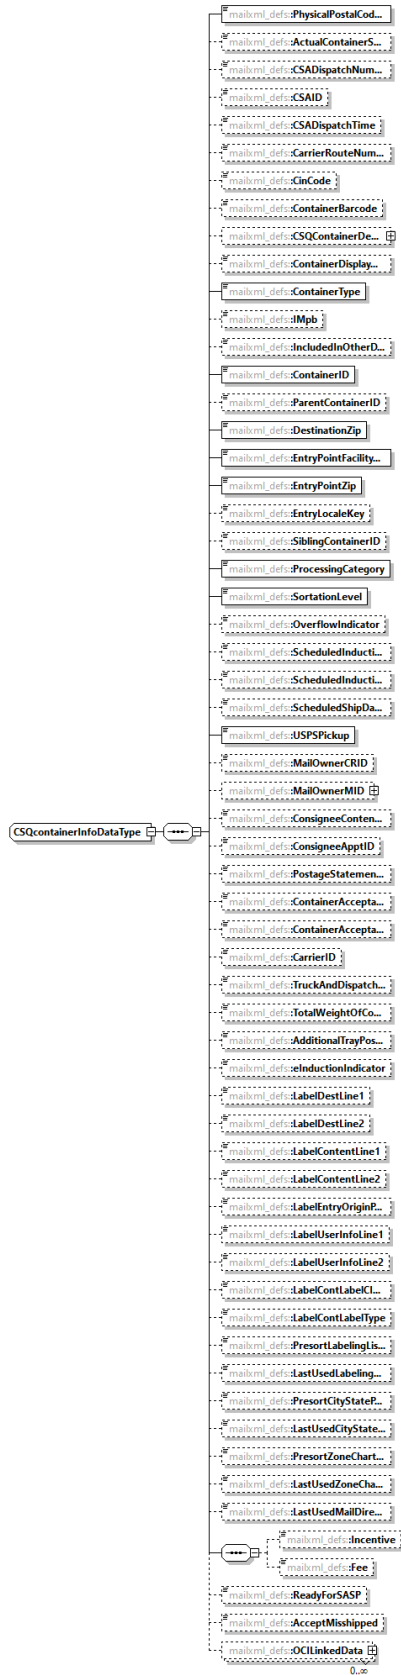 mailxml_defs::PhysicalPostalCod...
mailxml_defs::ActualContainerS...
mailxml_defs::CSADispatchNum...
mailxml_defs::CSAID
mailxml_defs::CSADispatchTime
mailxml_defs::CarrierRouteNum...
mailxml_defs::CinCode
mailxml_defs::ContainerBarcode
mailxml_defs::CSQContainerDe...
mailxml_defs::ContainerDisplay...
mailxml_defs::ContainerType
mailxml_defs::IMpb
mailxml_defs::IncludedInOtherD...
mailxml_defs::ContainerID
mailxml_defs::ParentContainerID
mailxml_defs::DestinationZip
mailxml_defs::EntryPointFacility...
mailxml_defs::EntryPointZip
mailxml_defs::EntryLocaleKey
mailxml_defs::SiblingContainerID
mailxml_defs::ProcessingCategory
mailxml_defs::SortationLevel
mailxml_defs::OverflowIndicator
mailxml_defs::ScheduledInducti...
mailxml_defs::ScheduledInducti...
mailxml_defs::ScheduledShipDa...
mailxml_defs::USPSPickup
mailxml_defs::MailOwnerCRID
mailxml_defs::MailOwnerMID
CSQcontainerInfoDataType
mailxml_defs::ConsigneeConten...
mailxml_defs::ConsigneeApptID
mailxml_defs::PostageStatemen...
mailxml_defs::ContainerAccepta...
mailxml_defs::ContainerAccepta...
mailxml_defs::CarrierID
mailxml_defs::TruckAndDispatch...
mailxml_defs::TotalWeightOfCo...
mailxml_defs::AdditionalTrayPos...
mailxml_defs::eInductionIndicator
mailxml_defs::LabelDestLine1
mailxml_defs::LabelDestLine2
mailxml_defs::LabelContentLine1
mailxml_defs::LabelContentLine2
mailxml_defs::LabelEntryOriginP...
mailxml_defs::LabelUserInfoLine1
mailxml_defs::LabelUserInfoLine2
mailxml_defs::LabelContLabelCI...
mailxml_defs::LabelContLabelType
mailxml_defs::PresortLabelingLis...
mailxml_defs::LastUsedLabeling...
mailxml_defs::PresortCityStateP...
mailxml_defs::LastUsedCityState...
mailxml_defs::PresortZoneChart...
mailxml_defs::LastUsedZoneCha...
mailxml_defs::LastUsedMailDire...
mailxml_defs::Incentive
mailxml_defs::Fee
mailxml_defs::ReadyForSASP
mailxml_defs::AcceptMisshipped
mailxml_defs::OCILinkedData
0..∞